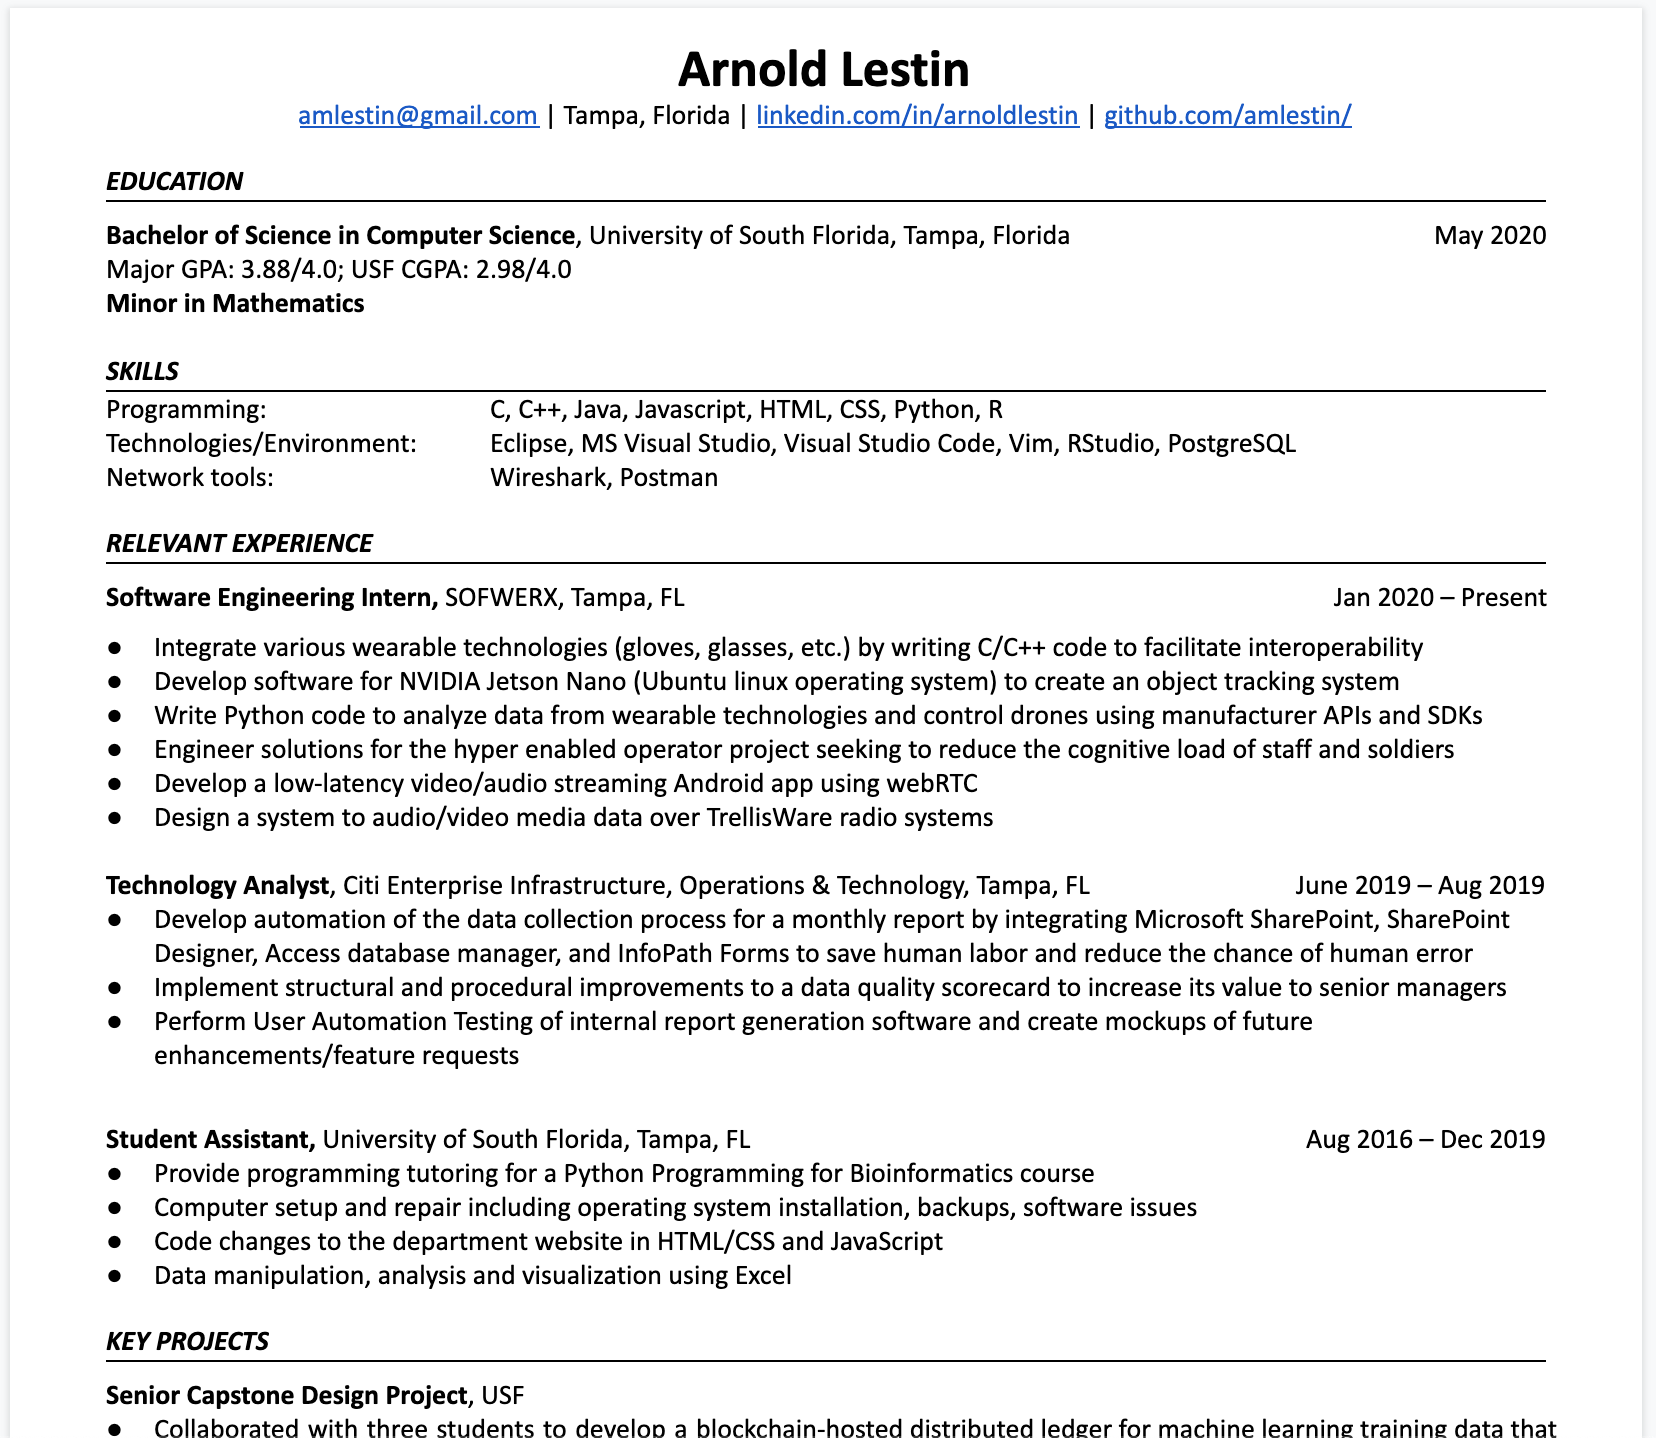 Arnold Lestin
amlestin@gmail.com | Tampa, Florida | linkedin.com/in/arnoldlestin | github.com/amlestin/
EDUCATION
Bachelor of Science in Computer Science, University of South Florida, Tampa, Florida May 2020
Major GPA: 3.88/4.0; USF CGPA: 2.98/4.0
Minor in Mathematics
SKILLS
Programming: C, C++, Java, Javascript, HTML, CSS, Python, R
Technologies/Environment: Eclipse, MS Visual Studio, Visual Studio Code, Vim, RStudio, PostgreSQL
Network tools: Wireshark, Postman
RELEVANT EXPERIENCE
Software Engineering Intern, SOFWERX, Tampa, FL Jan 2020 – Present
● Integrate various wearable technologies (gloves, glasses, etc.) by writing C/C++ code to facilitate interoperability
● Develop software for NVIDIA Jetson Nano (Ubuntu linux operating system) to create an object tracking system
● Write Python code to analyze data from wearable technologies and control drones using manufacturer APIs and SDKs
● Engineer solutions for the hyper enabled operator project seeking to reduce the cognitive load of staff and soldiers
● Develop a low-latency video/audio streaming Android app using webRTC
● Design a system to audio/video media data over TrellisWare radio systems
Technology Analyst, Citi Enterprise Infrastructure, Operations & Technology, Tampa, FL June 2019 – Aug 2019
● Develop automation of the data collection process for a monthly report by integrating Microsoft SharePoint, SharePoint
Designer, Access database manager, and InfoPath Forms to save human labor and reduce the chance of human error
● Implement structural and procedural improvements to a data quality scorecard to increase its value to senior managers
● Perform User Automation Testing of internal report generation software and create mockups of future
enhancements/feature requests
Student Assistant, University of South Florida, Tampa, FL Aug 2016 – Dec 2019
● Provide programming tutoring for a Python Programming for Bioinformatics course
● Computer setup and repair including operating system installation, backups, software issues
● Code changes to the department website in HTML/CSS and JavaScript
● Data manipulation, analysis and visualization using Excel
KEY PROJECTS
Senior Capstone Design Project, USF
● Collaborated with three students to develop a blockchain-hosted distributed ledger for machine learning training data that